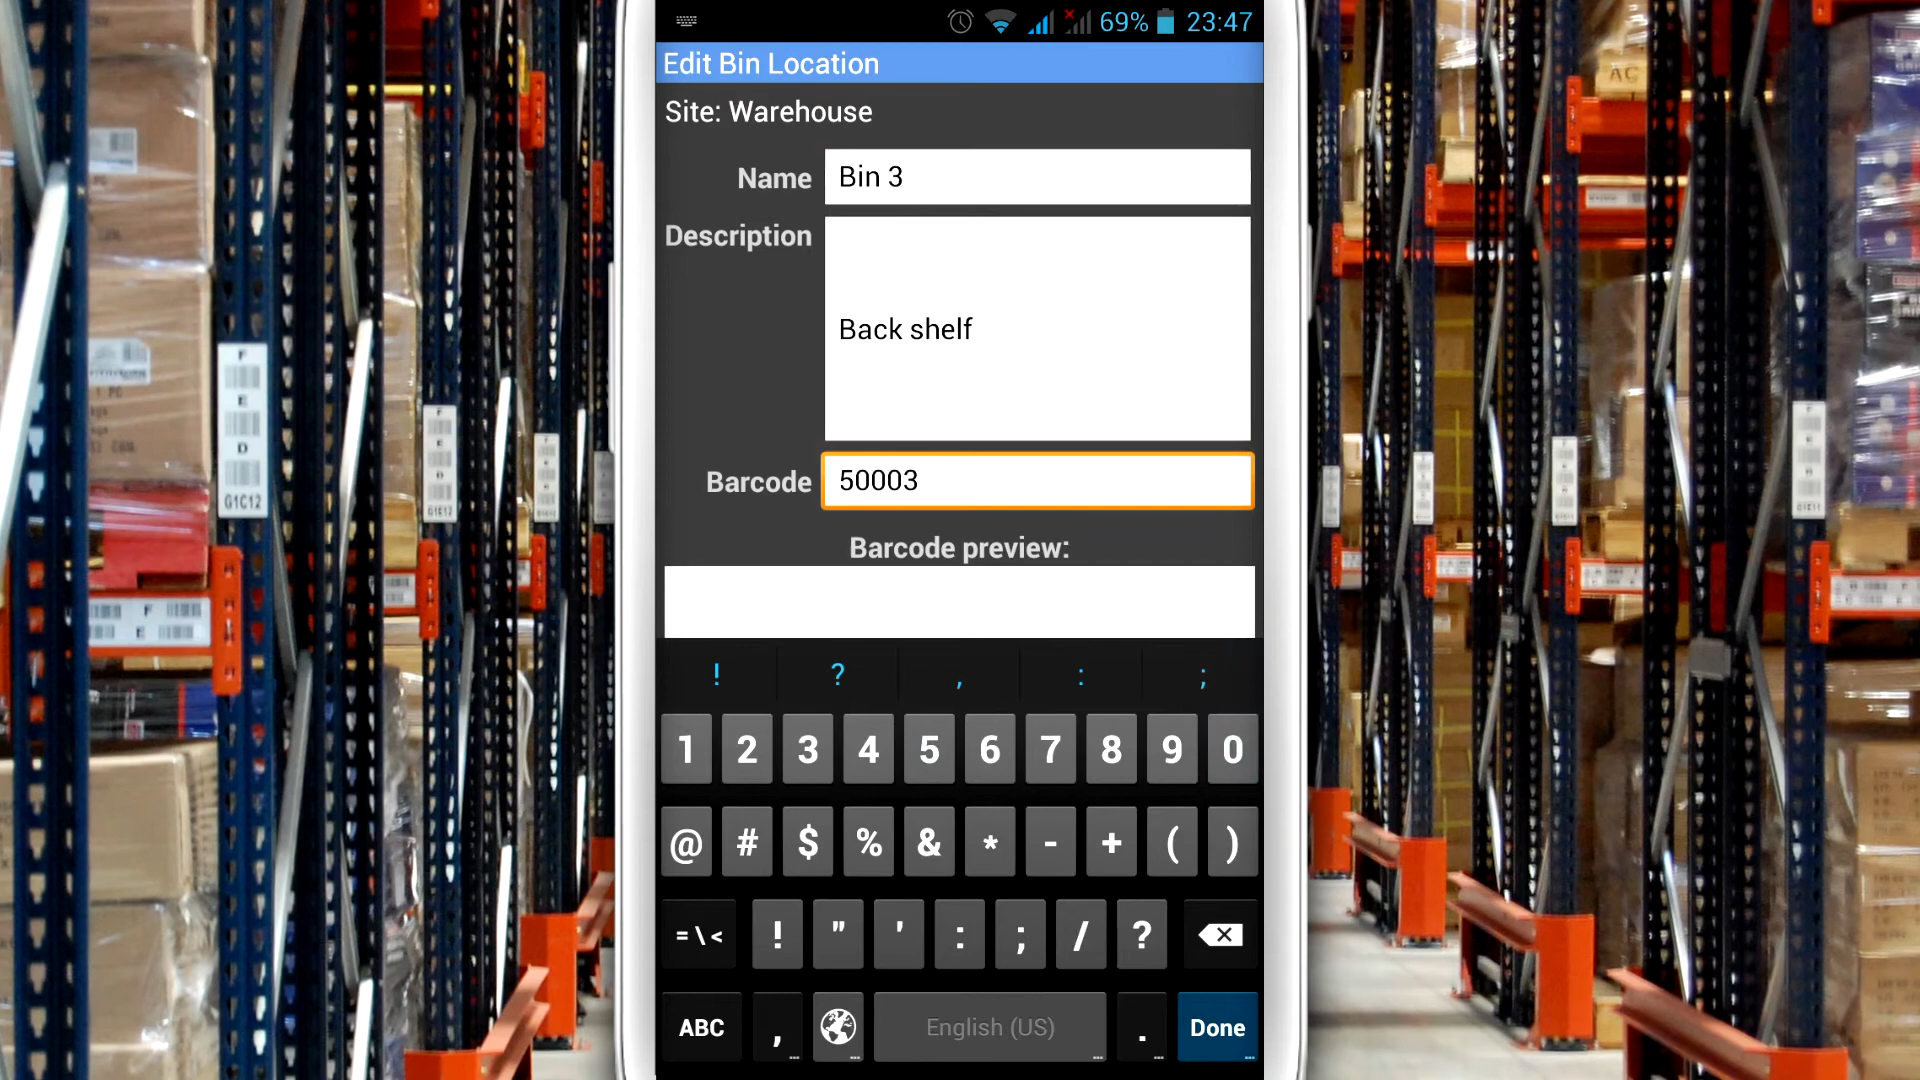 69% 23:47
Edit Bin Location
Site: Warehouse
Name Bin 3
Description
Back shelf
Barcode 50003
Barcode preview:
! ? , : ;
1 2 3 4 5 6 7 8 9 0
@ # $ % & * - + ( )
= \ < ! " ' : ; / ?
ABC , English (US) . Done
AC
F
E
D
G1C12
F
E
D
G1E12
F
E